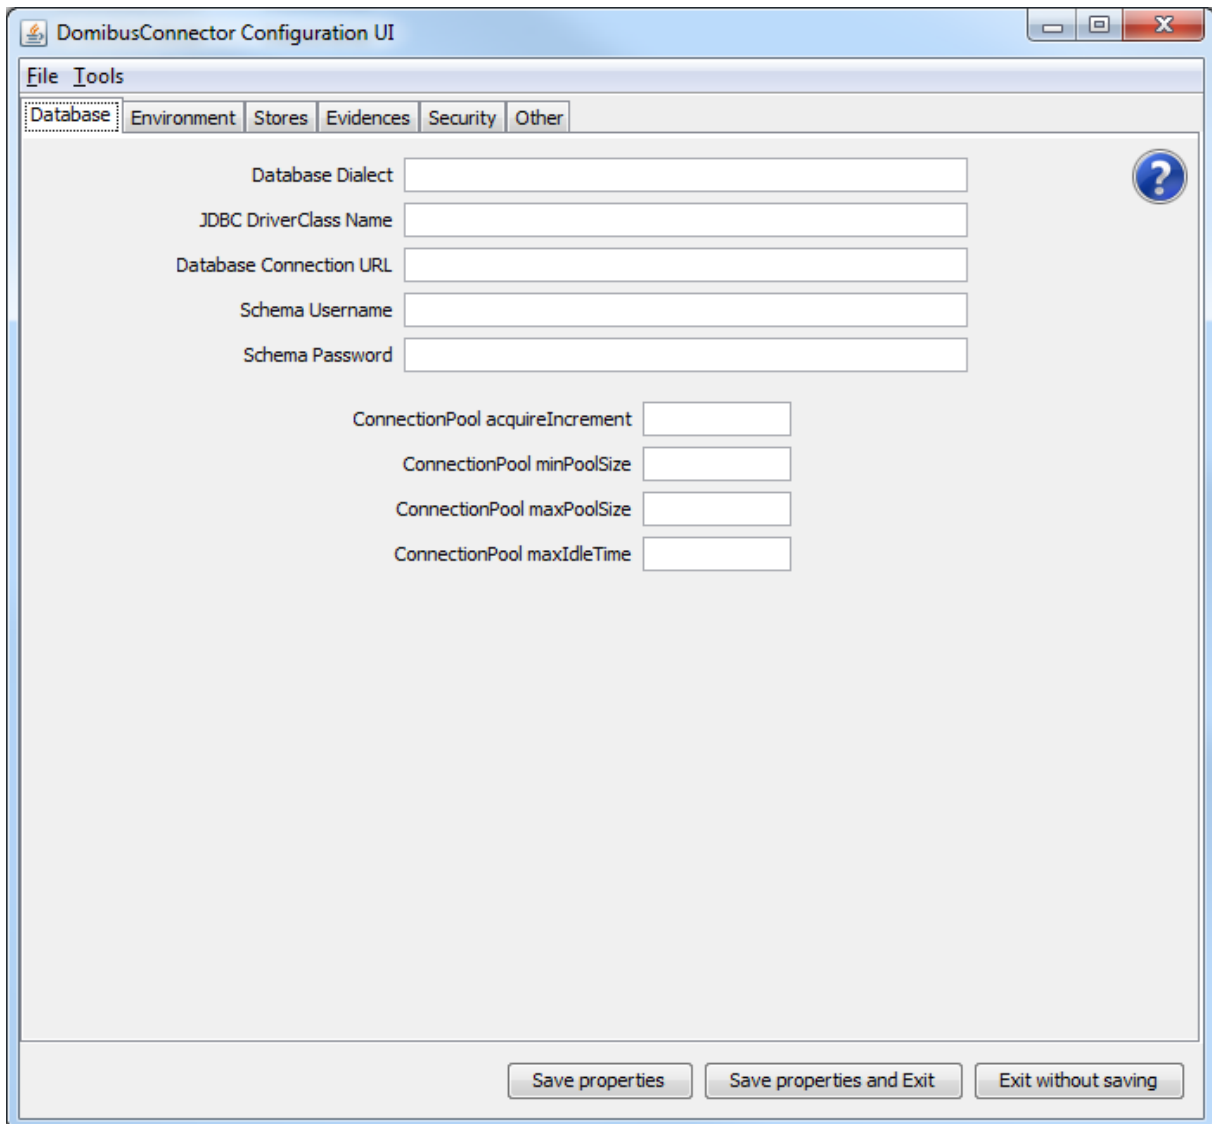 DomibusConnector Configuration UI
File Tools
Database Environment Stores Evidences Security Other
Database Dialect
?
JDBC DriverClass Name
Database Connection URL
Schema Username
Schema Password
ConnectionPool acquireIncrement
ConnectionPool minPoolSize
ConnectionPool maxPoolSize
ConnectionPool maxIdleTime
Save properties Save properties and Exit Exit without saving